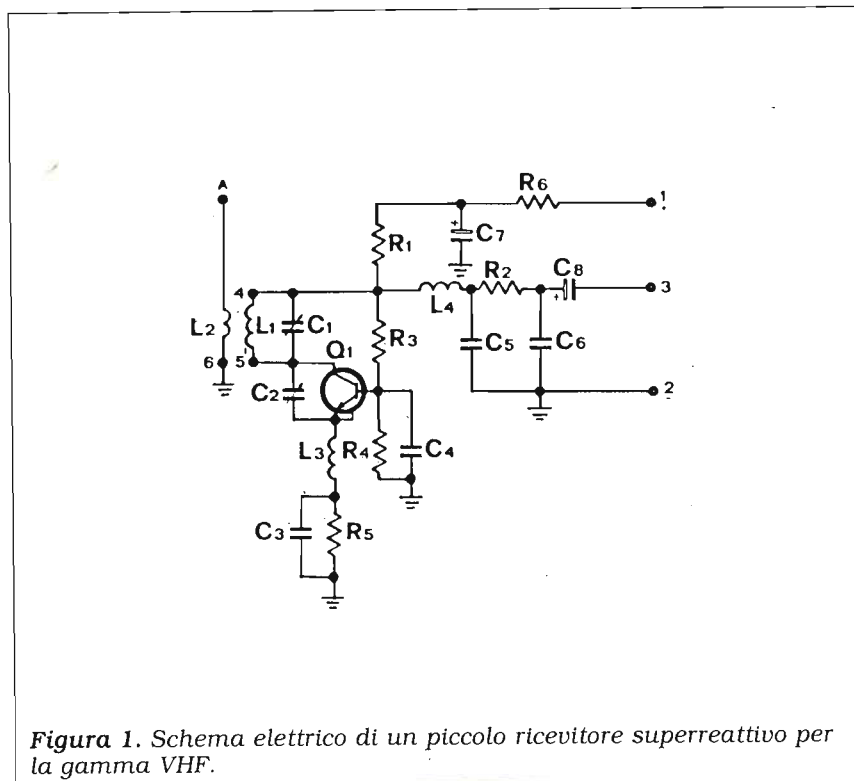 A
R6
1
C7
R1
R2
C8
3
4
L4
L2
L1
C1
R3
C5
C6
6
5
Q1
C2
2
L3
R4
C4
C3
R5
Figura 1. Schema elettrico di un piccolo ricevitore superreattivo per
la gamma VHF.